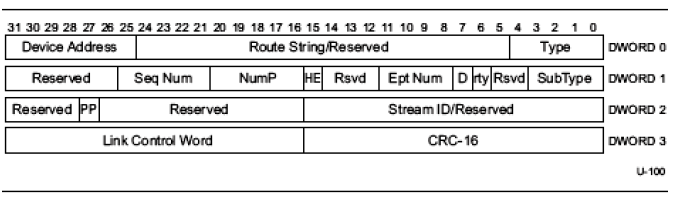 31 30 29 28 27 26 25 24 23 22 21 20 19 18 17 16 15 14 13 12 11 10 9 8 7 6 5 4 3 2 1 0
Device Address Route String/Reserved Type DWORD 0
Reserved Seq Num NumP HE Rsvd Ept Num D rty Rsvd SubType DWORD 1
Reserved PP Reserved Stream ID/Reserved DWORD 2
Link Control Word CRC-16 DWORD 3
U-100